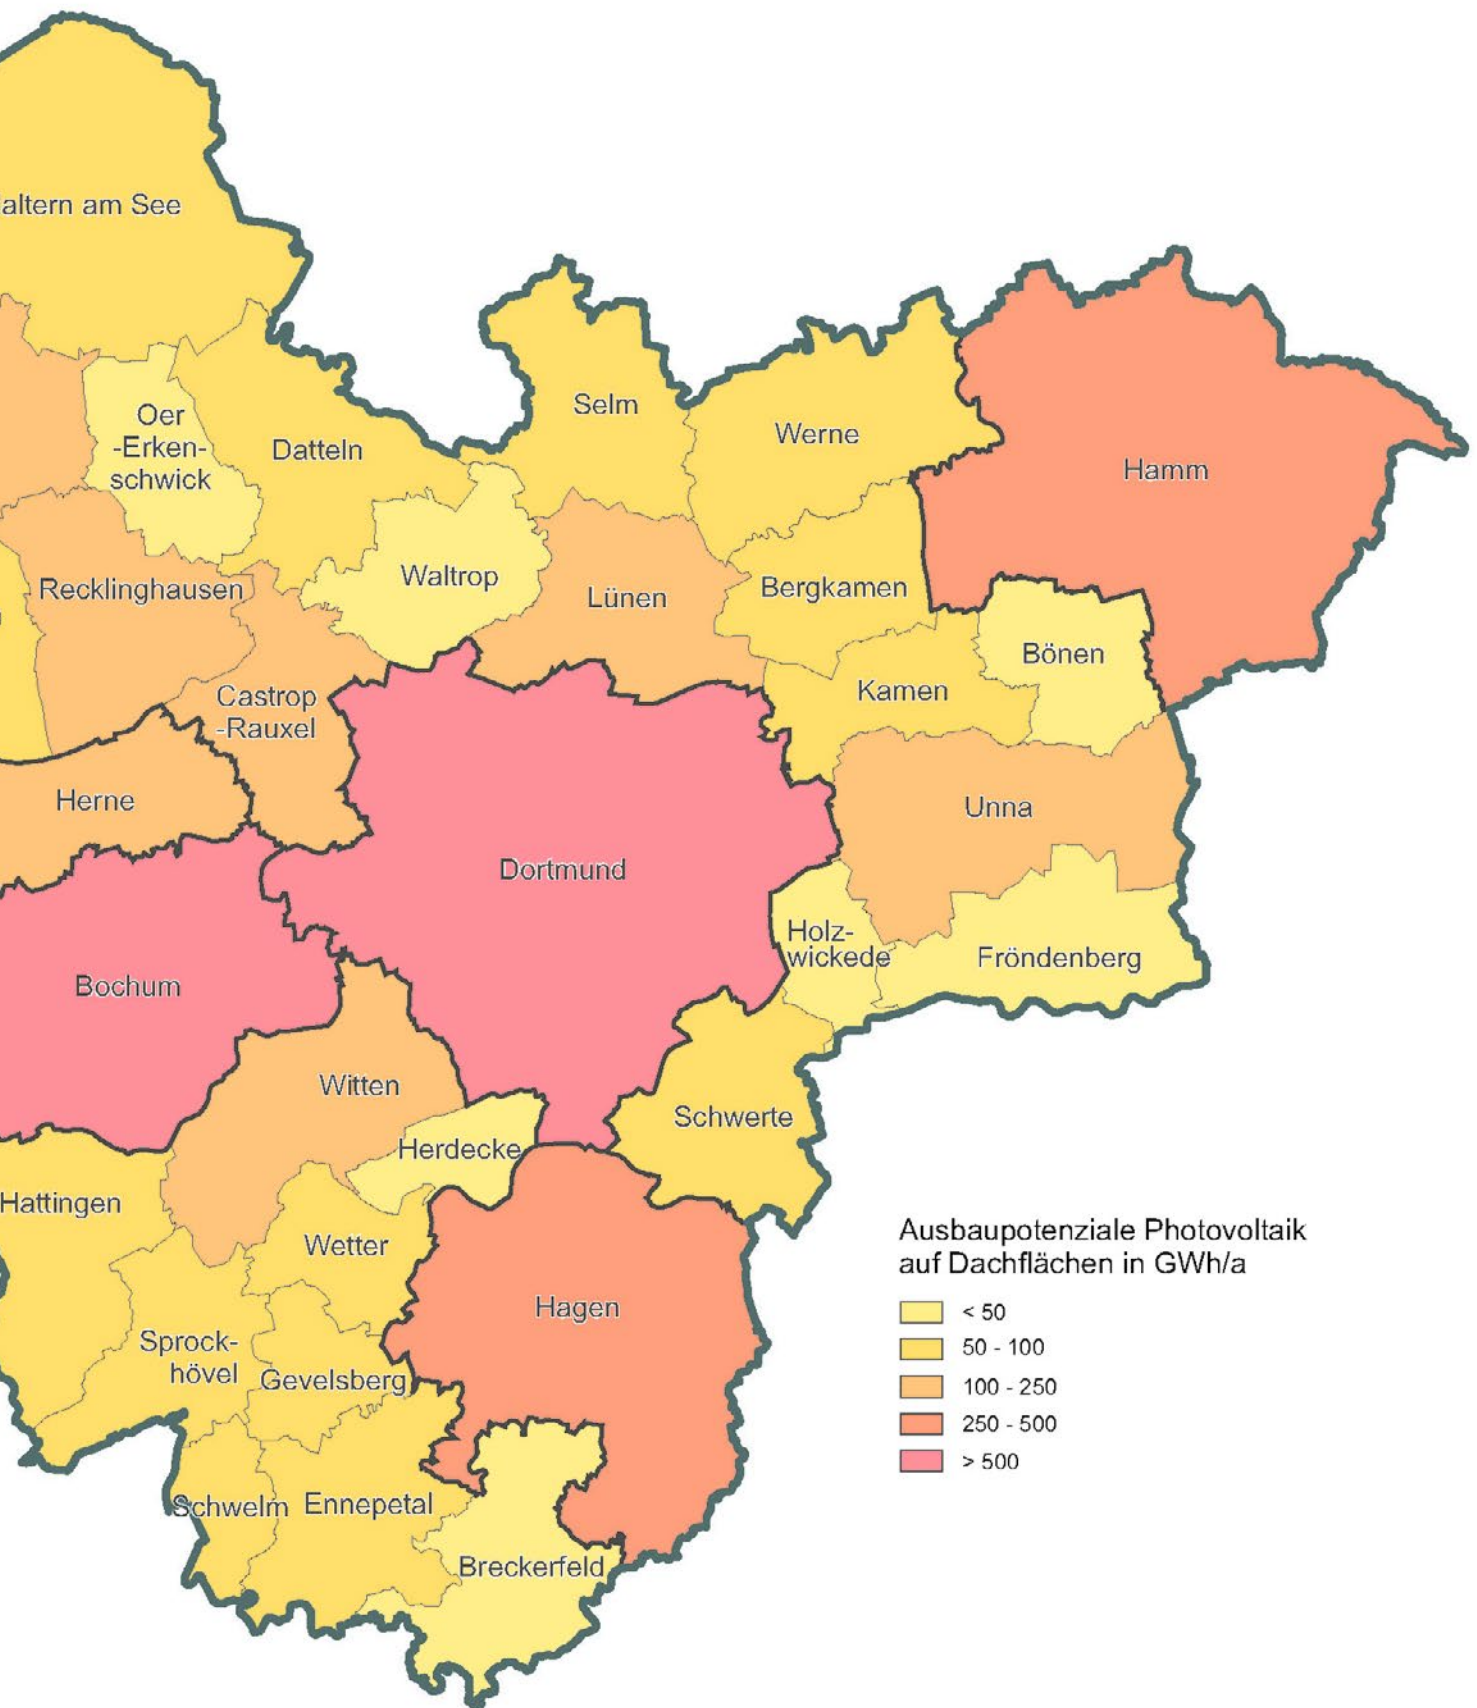 altern am See
Oer
-Erken-
schwick
Datteln
Selm
Werne
Hamm
Recklinghausen
Waltrop
Lünen
Bergkamen
Bönen
Castrop
-Rauxel
Kamen
Herne
Unna
Dortmund
Holz-
wickede
Fröndenberg
Bochum
Witten
Schwerte
Herdecke
Hattingen
Wetter
Hagen
Sprock-
hövel
Gevelsberg
Schwelm
Ennepetal
Breckerfeld
Ausbaupotenziale Photovoltaik
auf Dachflächen in GWh/a
< 50
50 - 100
100 - 250
250 - 500
> 500